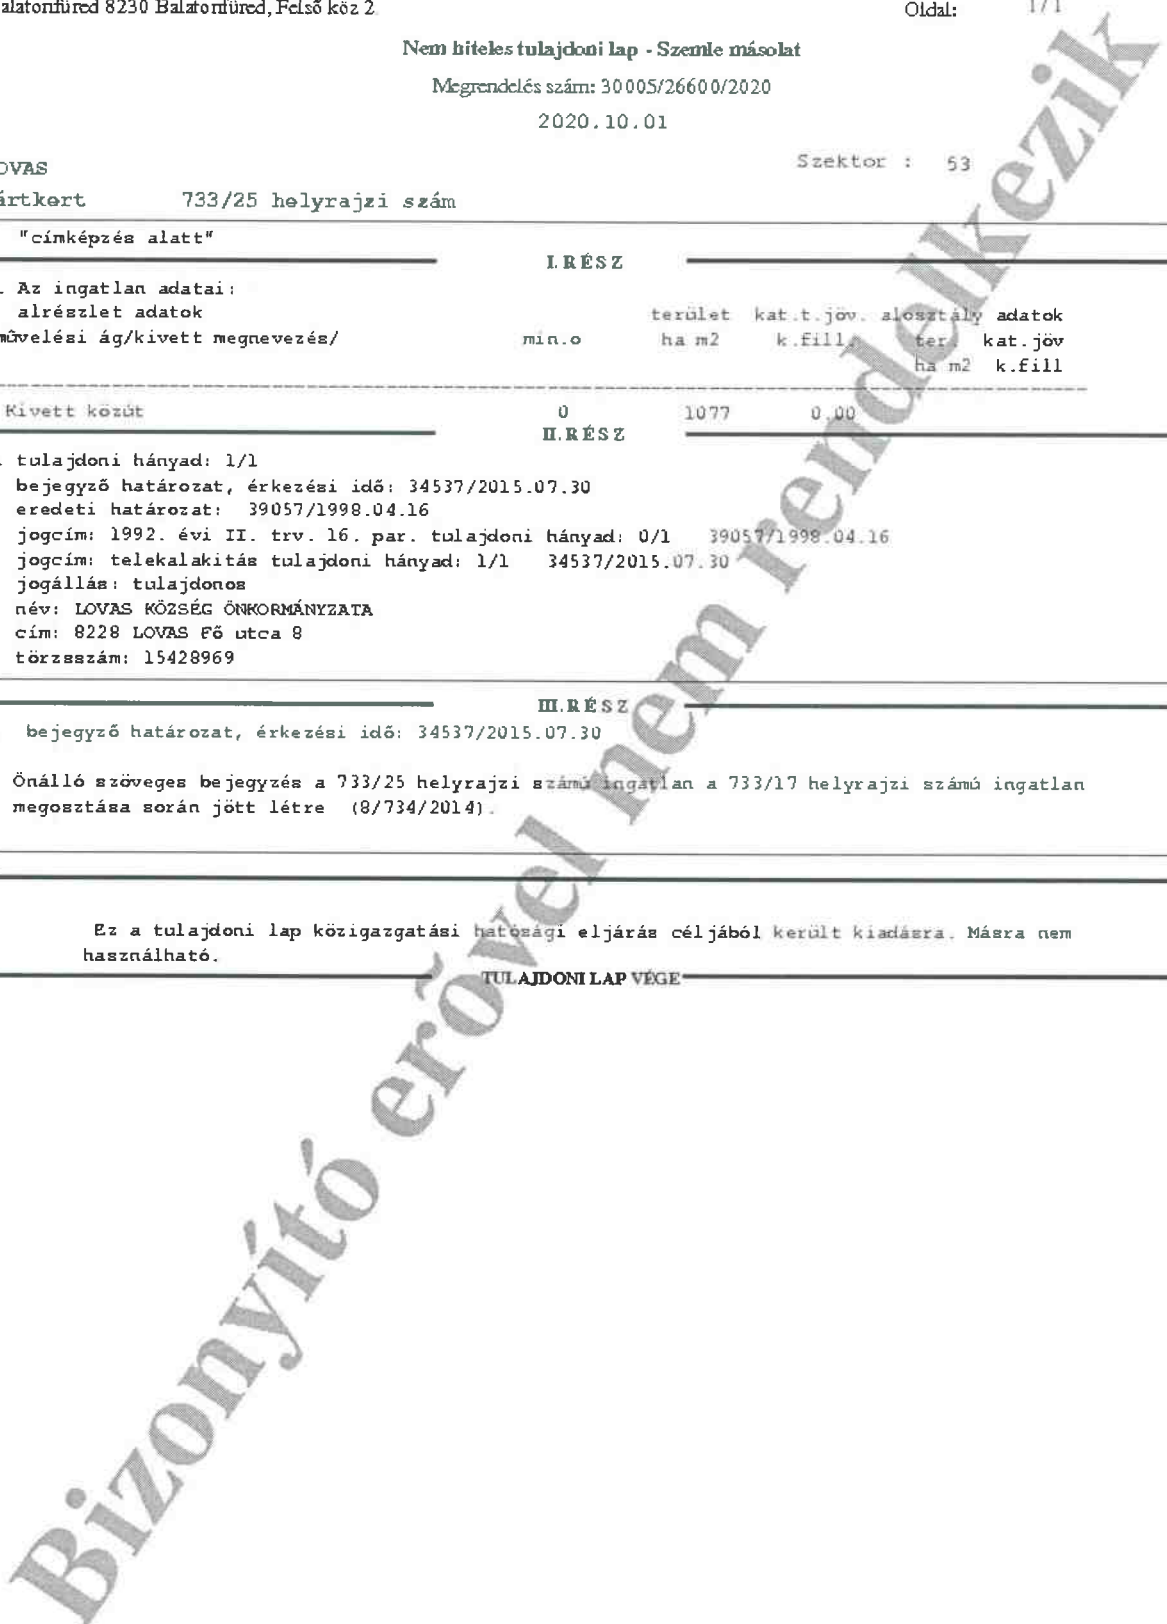 alatonfüred 8230 Balatonfüred, Felső köz 2.
Oldal: 1/1
Nem hiteles tulajdoni lap - Szemle másolat
Megrendelés szám: 30005/26600/2020
2020.10.01
OVAS
Szektor : 53
ártkert 733/25 helyrajzi szám
"címképzés alatt"
I.RÉSZ
. Az ingatlan adatai:
alrészlet adatok terület kat.t.jöv. alosztály adatok
művelési ág/kivett megnevezés/ min.o ha m2 k.fill. ter. kat.jöv
ha m2 k.fill
Kivett közút 0 1077 0.00
II.RÉSZ
. tulajdoni hányad: 1/1
bejegyző határozat, érkezési idő: 34537/2015.07.30
eredeti határozat: 39057/1998.04.16
jogcím: 1992. évi II. trv. 16. par. tulajdoni hányad: 0/1 39057/1998.04.16
jogcím: telekalakitás tulajdoni hányad: 1/1 34537/2015.07.30
jogállás: tulajdonos
név: LOVAS KÖZSÉG ÖNKORMÁNYZATA
cím: 8228 LOVAS Fő utca 8
törzsszám: 15428969
III.RÉSZ
bejegyző határozat, érkezési idő: 34537/2015.07.30
Önálló szöveges bejegyzés a 733/25 helyrajzi számú ingatlan a 733/17 helyrajzi számú ingatlan
megosztása során jött létre (8/734/2014).
Ez a tulajdoni lap közigazgatási hatósági eljárás céljából került kiadásra. Másra nem
használható.
TULAJDONI LAP VÉGE
Bizonyító erővel nem rendelkezik